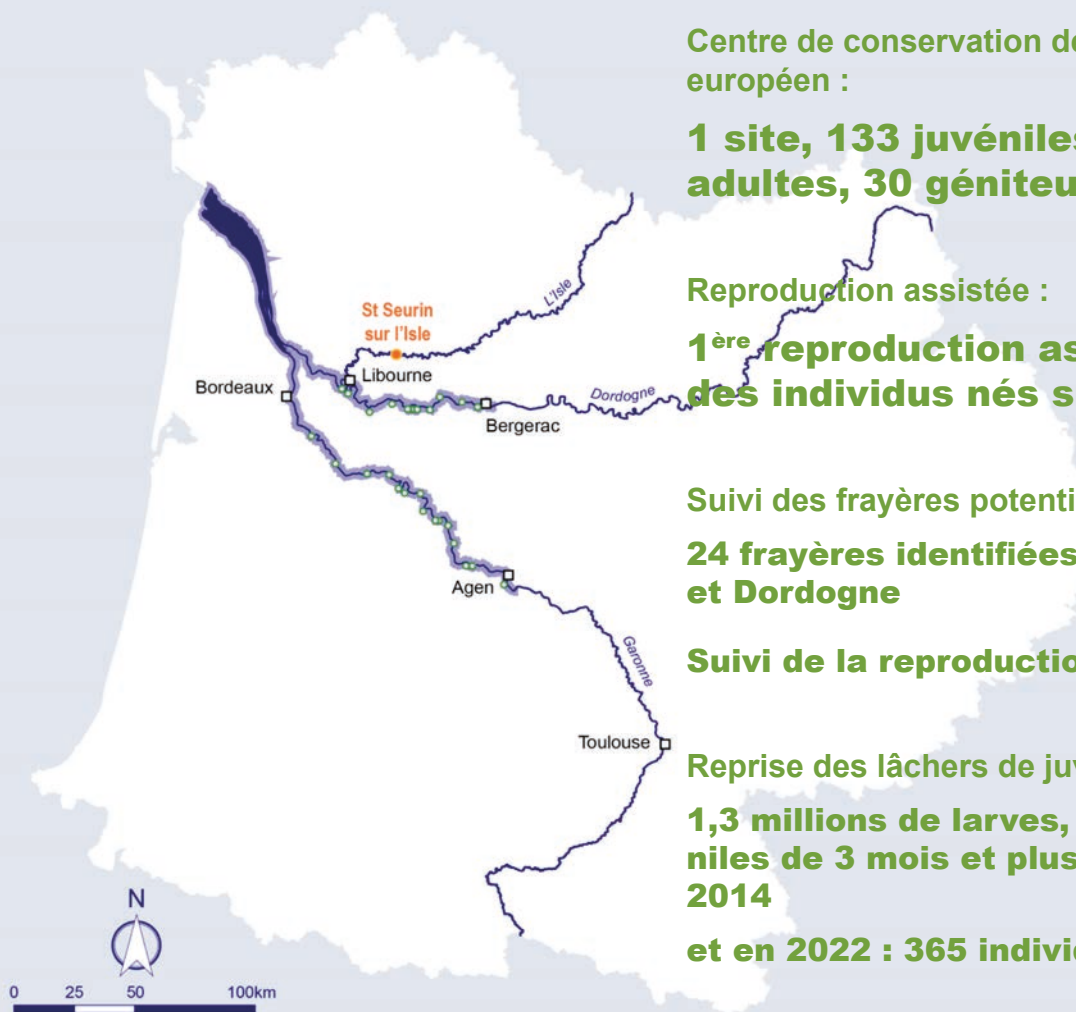 Centre de conservation de
européen :
1 site, 133 juvéniles
adultes, 30 géniteu
Reproduction assistée :
1ère reproduction as
des individus nés s
Suivi des frayères potenti
24 frayères identifiées
et Dordogne
Suivi de la reproductio
Reprise des lâchers de juv
1,3 millions de larves,
niles de 3 mois et plus
2014
et en 2022 : 365 indivi
St Seurin
sur l'Isle
L'Isle
Libourne
Bordeaux
Dordogne
Bergerac
Agen
Garonne
Toulouse
N
0 25 50 100km